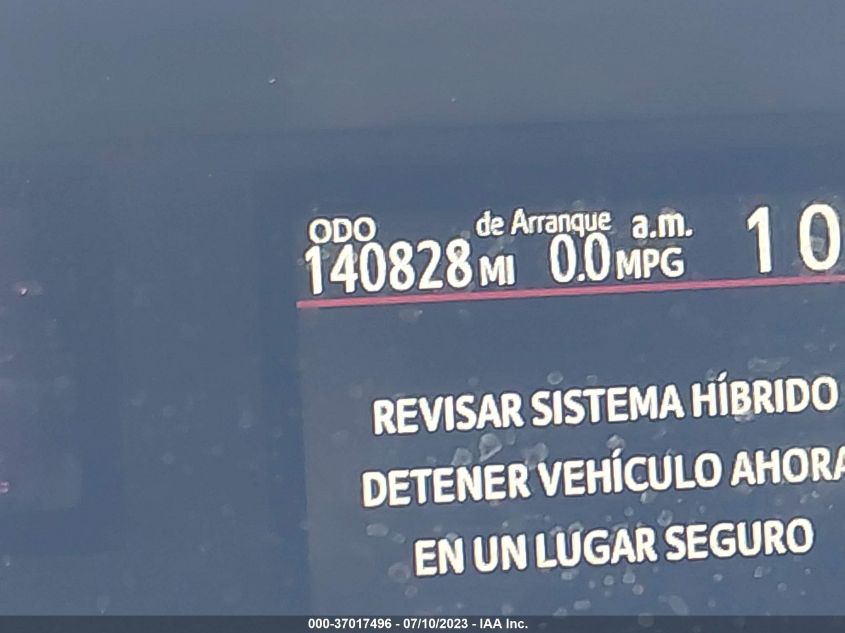 ODO de Arranque a.m. 10
140828 MI 0.0 MPG
REVISAR SISTEMA HÍBRIDO
DETENER VEHÍCULO AHORA
EN UN LUGAR SEGURO
000-37017496 - 07/10/2023 - IAA Inc.